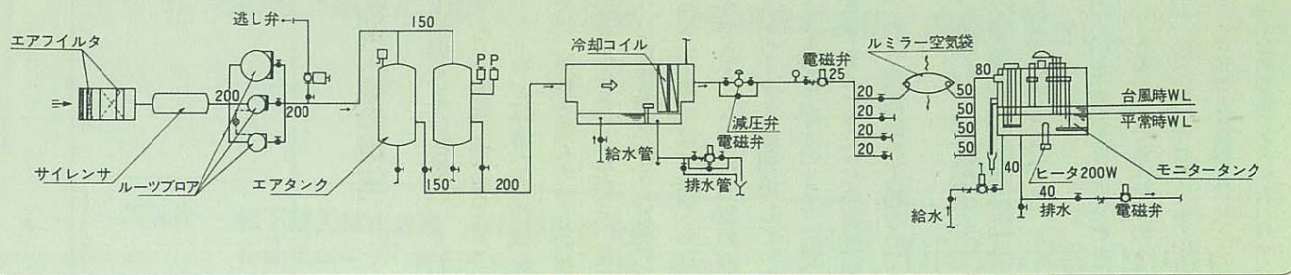 エアフイルタ
サイレンサ
200
ルーツブロア
逃し弁
200
150
エアタンク
P P
150
200
冷却コイル
給水管
減圧弁
電磁弁
排水管
電磁弁
25
20
20
20
20
ルミラー空気袋
50
50
50
50
80
台風時WL
平常時WL
40
ヒータ200W
モニタータンク
給水
40
排水
電磁弁